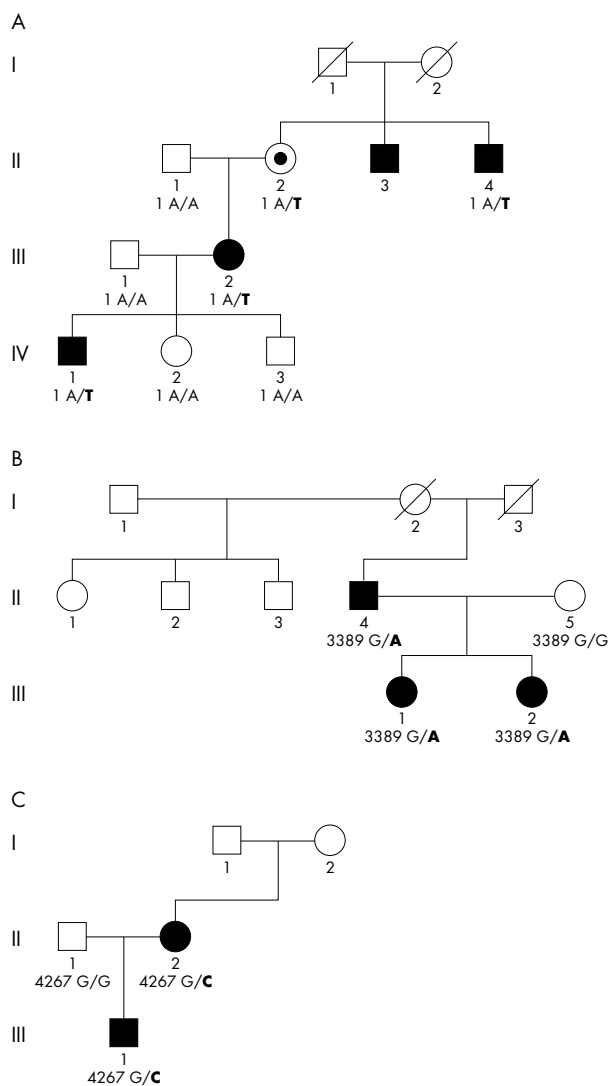 A
I
1 2
II
1 2 3 4
1 A/A 1 A/T 1 A/T
III
1 2
1 A/A 1 A/T
IV
1 2 3
1 A/T 1 A/A 1 A/A
B
I
1 2 3
II
1 2 3 4 5
3389 G/A 3389 G/G
III
1 2
3389 G/A 3389 G/A
C
I
1 2
II
1 2
4267 G/G 4267 G/C
III
1
4267 G/C